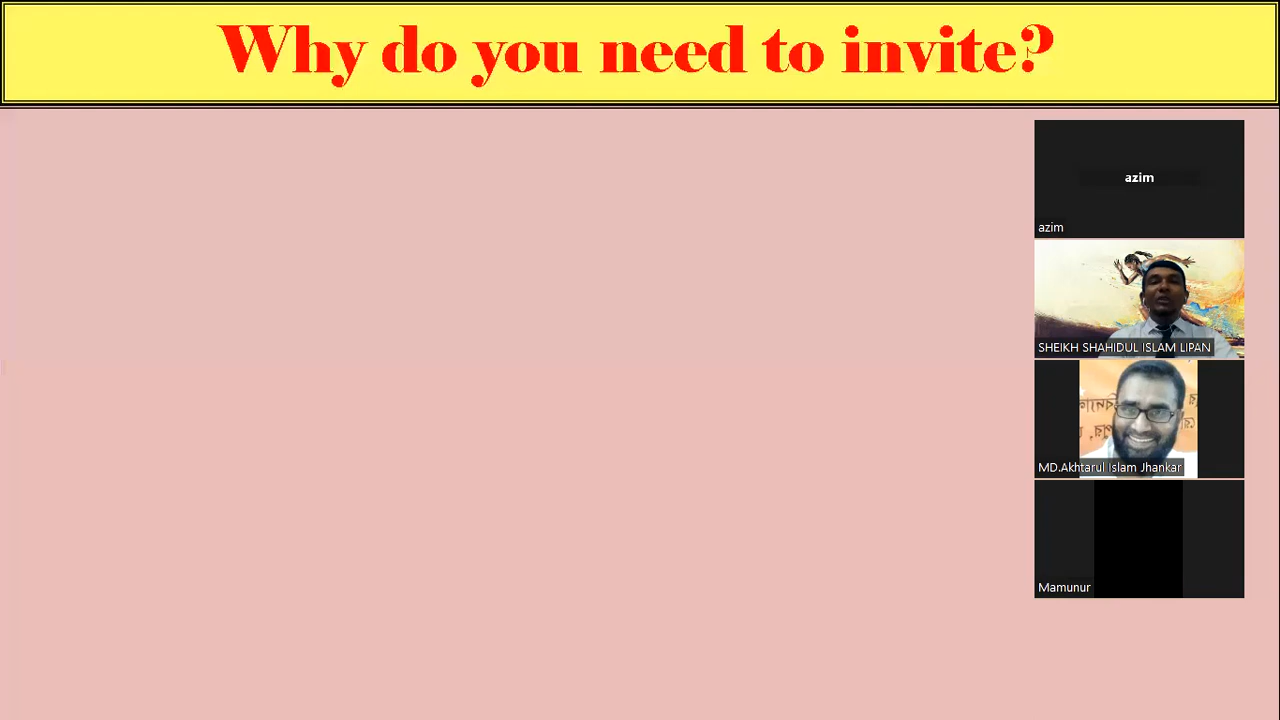 Why do you need to invite?
azim
azim
SHEIKH SHAHIDUL ISLAM LIPAN
MD.Akhtarul Islam Jhankar
Mamunur